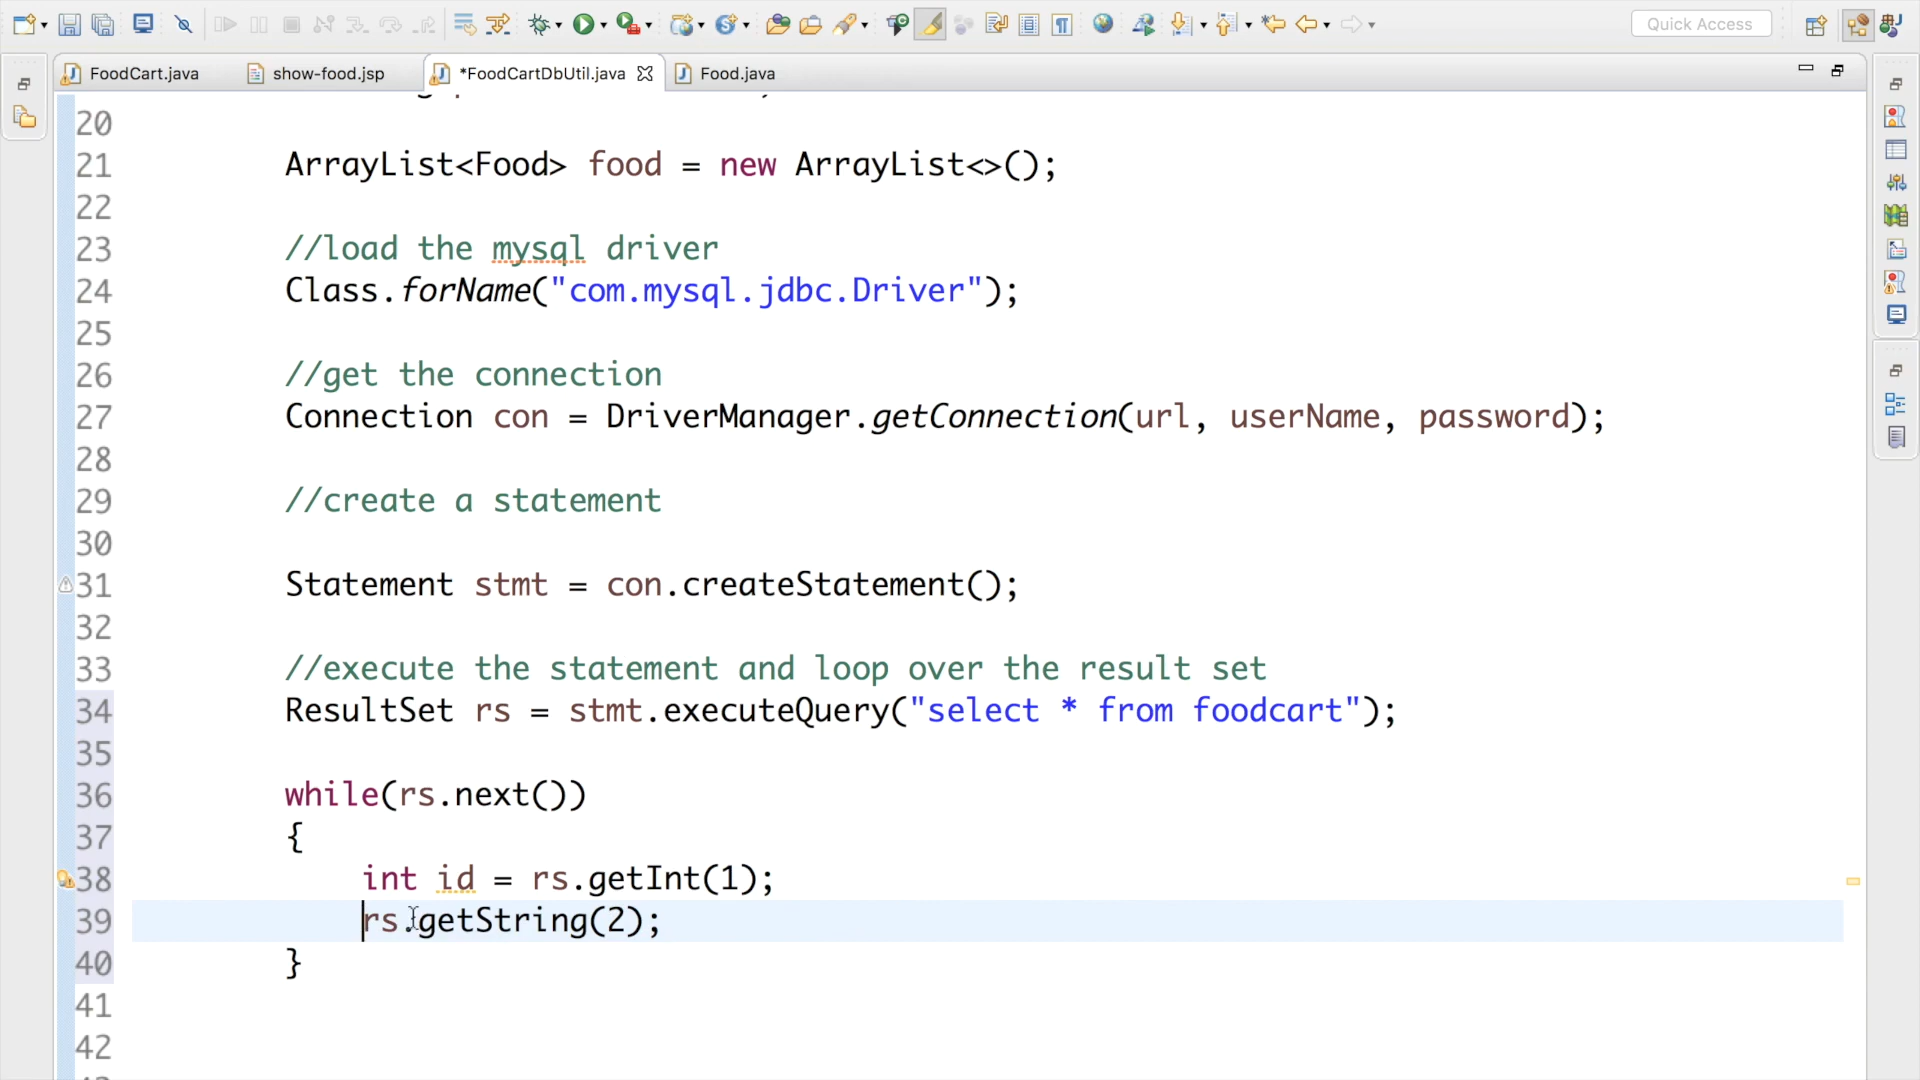 Quick Access
FoodCart.java
show-food.jsp
*FoodCartDbUtil.java
Food.java
20
21 ArrayList<Food> food = new ArrayList<>();
22
23 //load the mysql driver
24 Class.forName("com.mysql.jdbc.Driver");
25
26 //get the connection
27 Connection con = DriverManager.getConnection(url, userName, password);
28
29 //create a statement
30
31 Statement stmt = con.createStatement();
32
33 //execute the statement and loop over the result set
34 ResultSet rs = stmt.executeQuery("select * from foodcart");
35
36 while(rs.next())
37 {
38 int id = rs.getInt(1);
39 rs.getString(2);
40 }
41
42